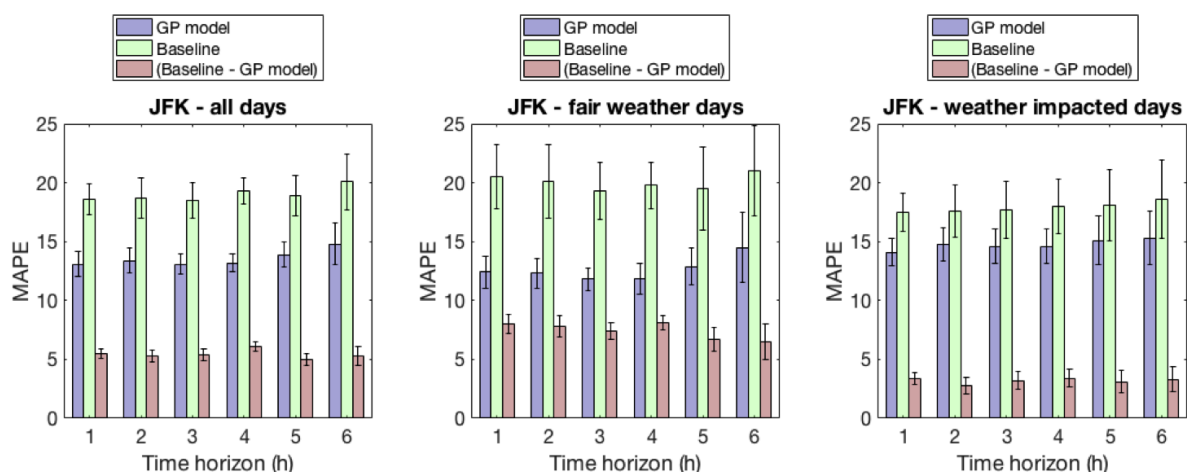 GP model
Baseline
(Baseline - GP model)
JFK - all days
MAPE
25
20
15
10
5
0
1 2 3 4 5 6
Time horizon (h)
GP model
Baseline
(Baseline - GP model)
JFK - fair weather days
MAPE
25
20
15
10
5
0
1 2 3 4 5 6
Time horizon (h)
GP model
Baseline
(Baseline - GP model)
JFK - weather impacted days
MAPE
25
20
15
10
5
0
1 2 3 4 5 6
Time horizon (h)